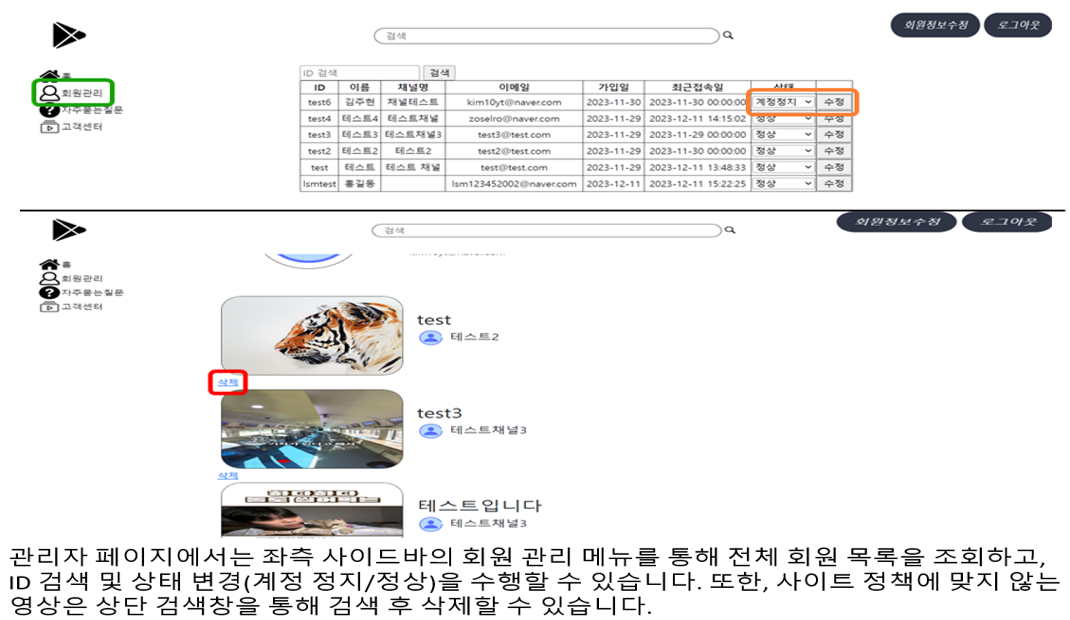 회원정보수정 로그아웃
검색
홈
회원관리
자주묻는질문
고객센터
ID 검색 검색
ID 이름 채널명 이메일 가입일 최근접속일 상태
test6 김주현 채널테스트 kim10yt@naver.com 2023-11-30 2023-11-30 00:00:00 계정정지 수정
test4 테스트4 테스트채널 zoselro@naver.com 2023-11-29 2023-12-11 14:15:02 정상 수정
test3 테스트3 테스트채널3 test3@test.com 2023-11-29 2023-11-29 00:00:00 정상 수정
test2 테스트2 테스트2 test2@test.com 2023-11-29 2023-11-30 00:00:00 정상 수정
test 테스트 테스트 채널 test@test.com 2023-11-29 2023-12-11 13:48:33 정상 수정
lsmtest 홍길동 lsm123452002@naver.com 2023-12-11 2023-12-11 15:22:25 정상 수정
회원정보수정 로그아웃
검색
홈
회원관리
자주묻는질문
고객센터
test
테스트2
삭제
test3
테스트채널3
삭제
테스트입니다
테스트채널3
관리자 페이지에서는 좌측 사이드바의 회원 관리 메뉴를 통해 전체 회원 목록을 조회하고,
ID 검색 및 상태 변경(계정 정지/정상)을 수행할 수 있습니다. 또한, 사이트 정책에 맞지 않는
영상은 상단 검색창을 통해 검색 후 삭제할 수 있습니다.